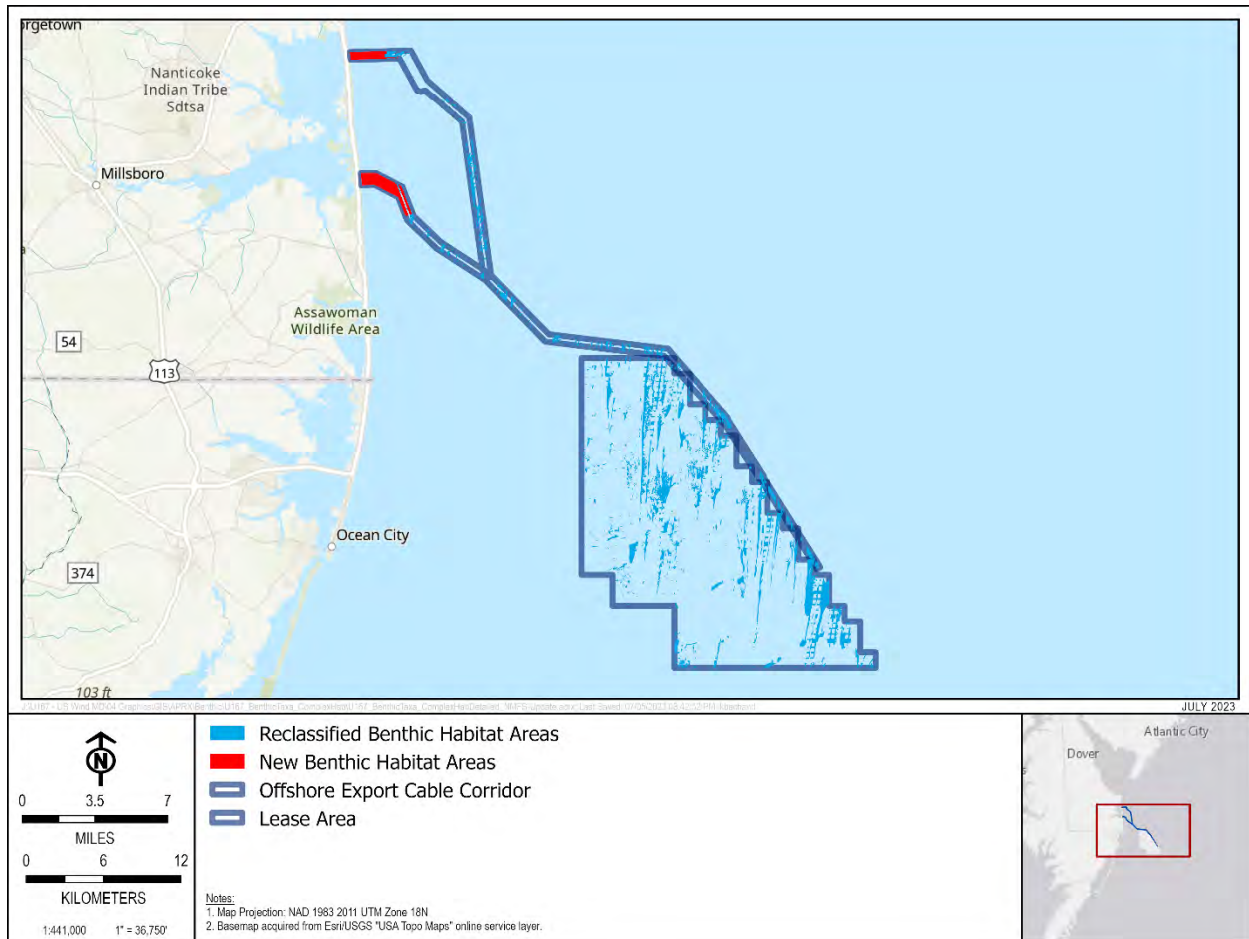 orgetown
Nanticoke
Indian Tribe
Sdtsa
Millsboro
Assawoman
Wildlife Area
54
113
Ocean City
374
103 ft
JULY 2023
N
0 3.5 7
MILES
0 6 12
KILOMETERS
1:441,000 1" = 36,750'
Reclassified Benthic Habitat Areas
New Benthic Habitat Areas
Offshore Export Cable Corridor
Lease Area
Notes:
1. Map Projection: NAD 1983 2011 UTM Zone 18N
2. Basemap acquired from Esri/USGS "USA Topo Maps" online service layer.
Atlantic City
Dover